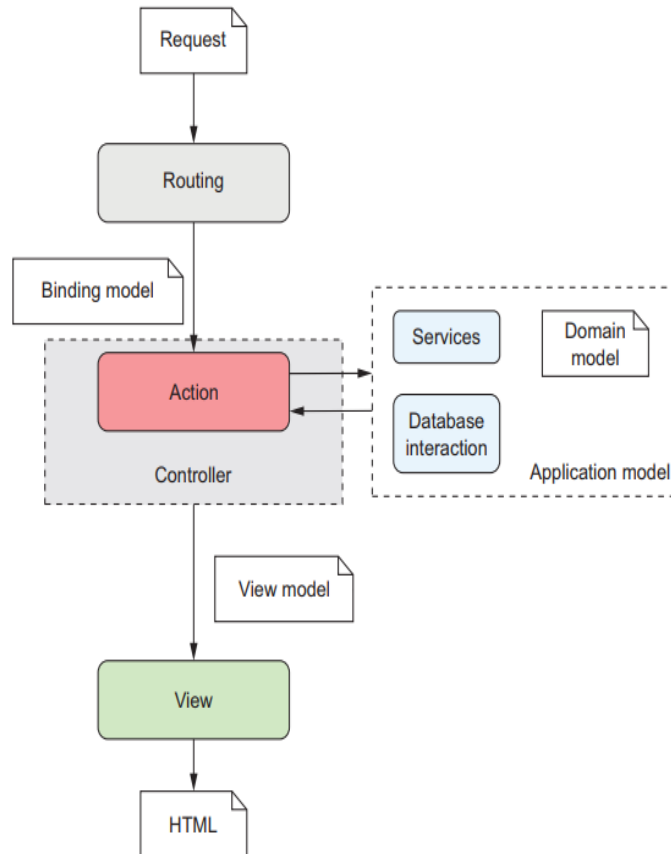 Request
Routing
Binding model
Services
Domain
model
Action
Database
interaction
Controller
Application model
View model
View
HTML